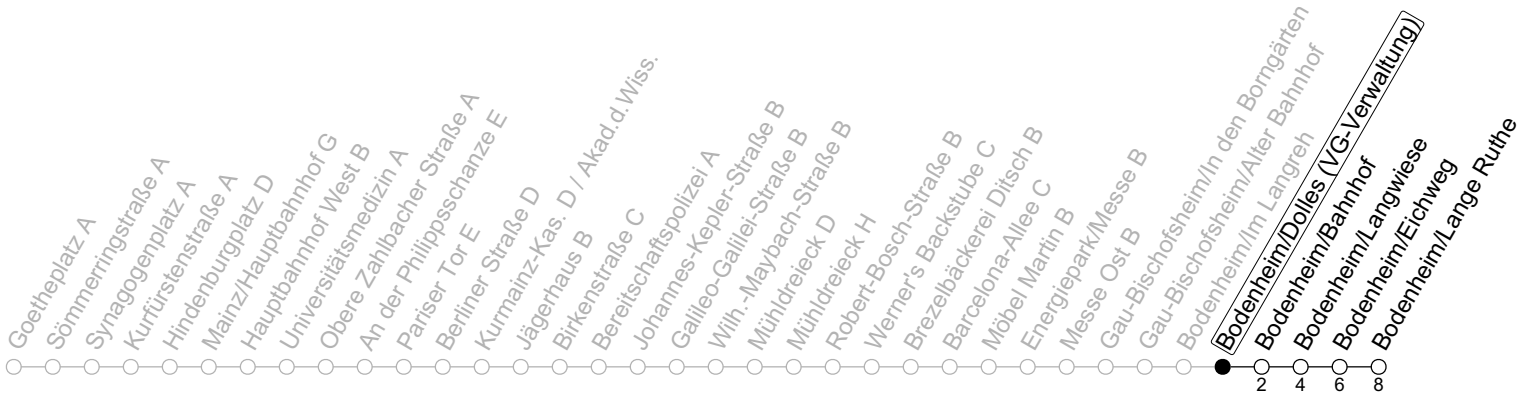 Goetheplatz A
Sömmerringstraße A
Synagogenplatz A
Kurfürstenstraße A
Hindenburgplatz D
Mainz/Hauptbahnhof G
Hauptbahnhof West B
Universitätsmedizin A
Obere Zahlbacher Straße A
An der Philippsschanze E
Pariser Tor E
Berliner Straße D
Kurmainz-Kas. D / Akad.d.Wiss.
Jägerhaus B
Birkenstraße C
Bereitschaftspolizei A
Johannes-Kepler-Straße B
Galileo-Galilei-Straße B
Wilh.-Maybach-Straße B
Mühldreieck D
Mühldreieck H
Robert-Bosch-Straße B
Werner's Backstube C
Brezelbäckerei Ditsch B
Barcelona-Allee C
Möbel Martin B
Energiepark/Messe B
Messe Ost B
Gau-Bischofsheim/In den Borngärten
Gau-Bischofsheim/Alter Bahnhof
Bodenheim/Im Langreh
Bodenheim/Dolles (VG-Verwaltung)
Bodenheim/Bahnhof
Bodenheim/Langwiese
Bodenheim/Eichweg
Bodenheim/Lange Ruthe
2 4 6 8